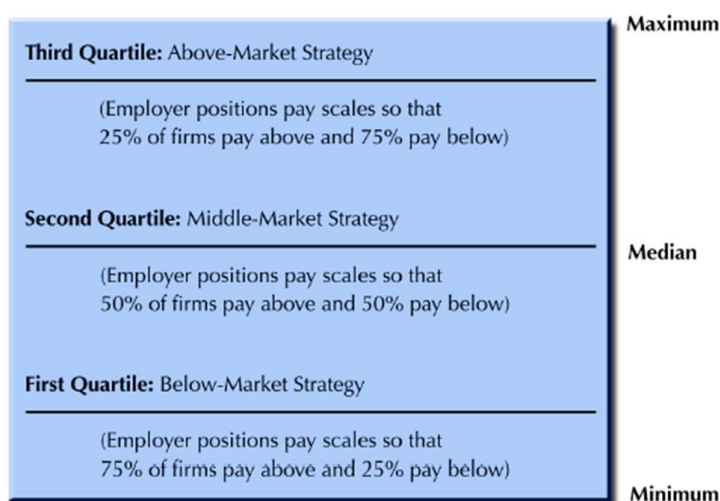 Maximum
Third Quartile: Above-Market Strategy
(Employer positions pay scales so that
25% of firms pay above and 75% pay below)
Second Quartile: Middle-Market Strategy
Median
(Employer positions pay scales so that
50% of firms pay above and 50% pay below)
First Quartile: Below-Market Strategy
(Employer positions pay scales so that
75% of firms pay above and 25% pay below)
Minimum